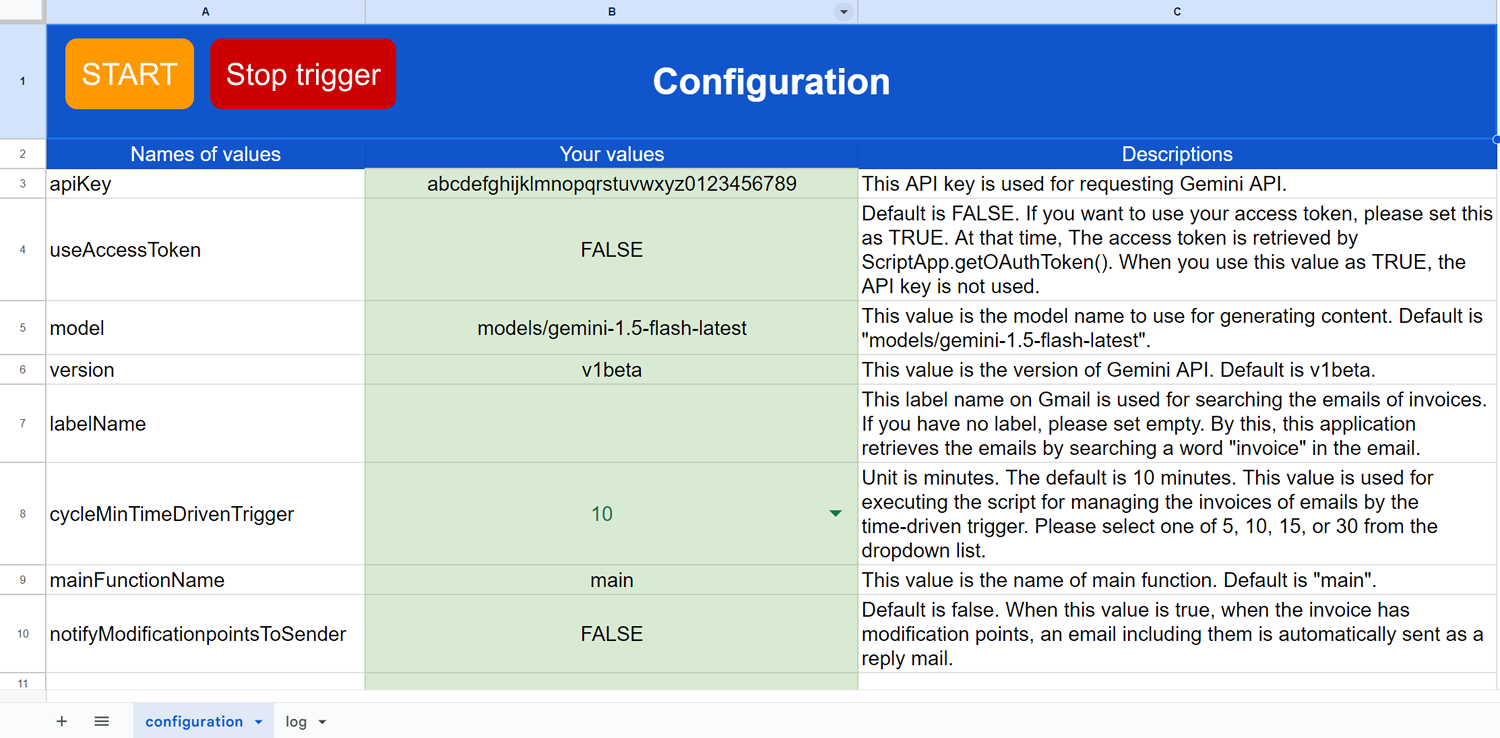 A B C
1 START Stop trigger Configuration
2 Names of values Your values Descriptions
3 apiKey abcdefghijklmnopqrstuvwxyz0123456789 This API key is used for requesting Gemini API.
Default is FALSE. If you want to use your access token, please set this
4 useAccessToken FALSE as TRUE. At that time, The access token is retrieved by
ScriptApp.getOAuthToken(). When you use this value as TRUE, the
API key is not used.
5 model models/gemini-1.5-flash-latest This value is the model name to use for generating content. Default is
"models/gemini-1.5-flash-latest".
6 version v1beta This value is the version of Gemini API. Default is v1beta.
This label name on Gmail is used for searching the emails of invoices.
7 labelName If you have no label, please set empty. By this, this application
retrieves the emails by searching a word "invoice" in the email.
Unit is minutes. The default is 10 minutes. This value is used for
8 cycleMinTimeDrivenTrigger 10 executing the script for managing the invoices of emails by the
time-driven trigger. Please select one of 5, 10, 15, or 30 from the
dropdown list.
9 mainFunctionName main This value is the name of main function. Default is "main".
Default is false. When this value is true, when the invoice has
10 notifyModificationpointsToSender FALSE modification points, an email including them is automatically sent as a
reply mail.
11
configuration log